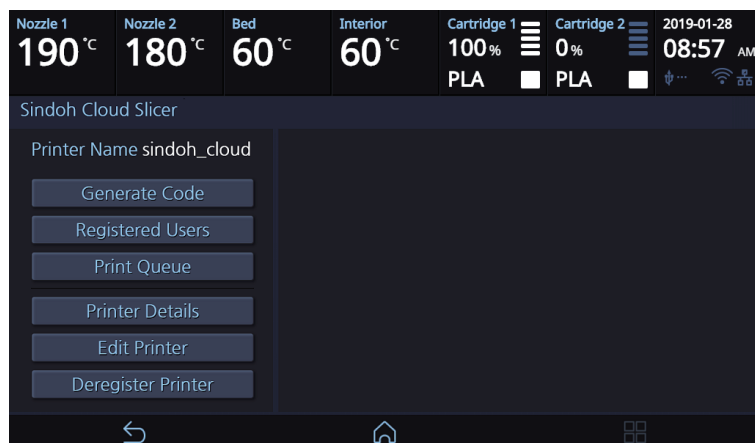 Nozzle 1
190 °C
Nozzle 2
180 °C
Bed
60 °C
Interior
60 °C
Cartridge 1
100 %
PLA
Cartridge 2
0 %
PLA
2019-01-28
08:57 AM
Sindoh Cloud Slicer
Printer Name sindoh_cloud
Generate Code
Registered Users
Print Queue
Printer Details
Edit Printer
Deregister Printer